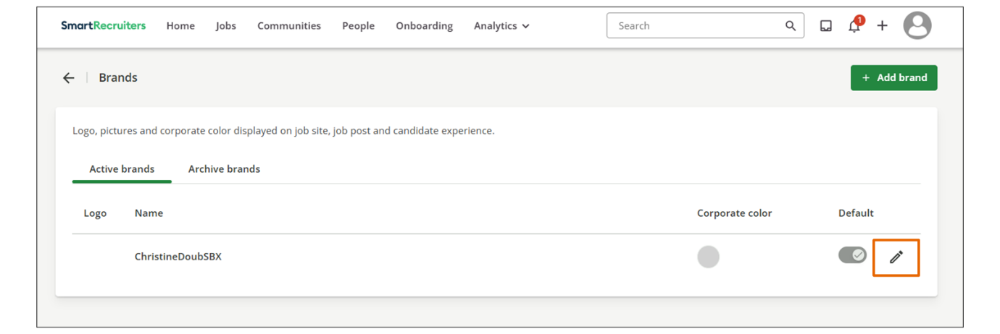 SmartRecruiters Home Jobs Communities People Onboarding Analytics Search 1
Brands + Add brand
Logo, pictures and corporate color displayed on job site, job post and candidate experience.
Active brands Archive brands
Logo Name Corporate color Default
ChristineDoubSBX